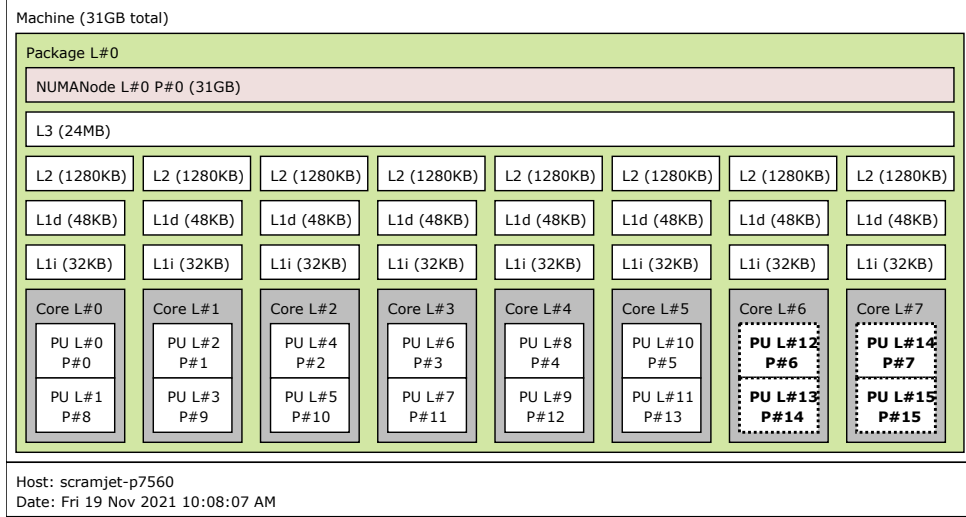 Machine (31GB total)
Package L#0
NUMANode L#0 P#0 (31GB)
L3 (24MB)
L2 (1280KB) L2 (1280KB) L2 (1280KB) L2 (1280KB) L2 (1280KB) L2 (1280KB) L2 (1280KB) L2 (1280KB)
L1d (48KB) L1d (48KB) L1d (48KB) L1d (48KB) L1d (48KB) L1d (48KB) L1d (48KB) L1d (48KB)
L1i (32KB) L1i (32KB) L1i (32KB) L1i (32KB) L1i (32KB) L1i (32KB) L1i (32KB) L1i (32KB)
Core L#0 Core L#1 Core L#2 Core L#3 Core L#4 Core L#5 Core L#6 Core L#7
PU L#0 PU L#2 PU L#4 PU L#6 PU L#8 PU L#10 PU L#12 PU L#14
P#0 P#1 P#2 P#3 P#4 P#5 P#6 P#7
PU L#1 PU L#3 PU L#5 PU L#7 PU L#9 PU L#11 PU L#13 PU L#15
P#8 P#9 P#10 P#11 P#12 P#13 P#14 P#15
Host: scramjet-p7560
Date: Fri 19 Nov 2021 10:08:07 AM